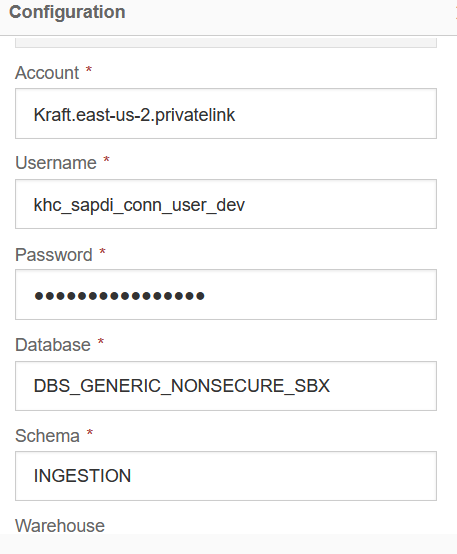 Configuration
Account *
Kraft.east-us-2.privatelink
Username *
khc_sapdi_conn_user_dev
Password *
●●●●●●●●●●●●●●●●
Database *
DBS_GENERIC_NONSECURE_SBX
Schema *
INGESTION
Warehouse